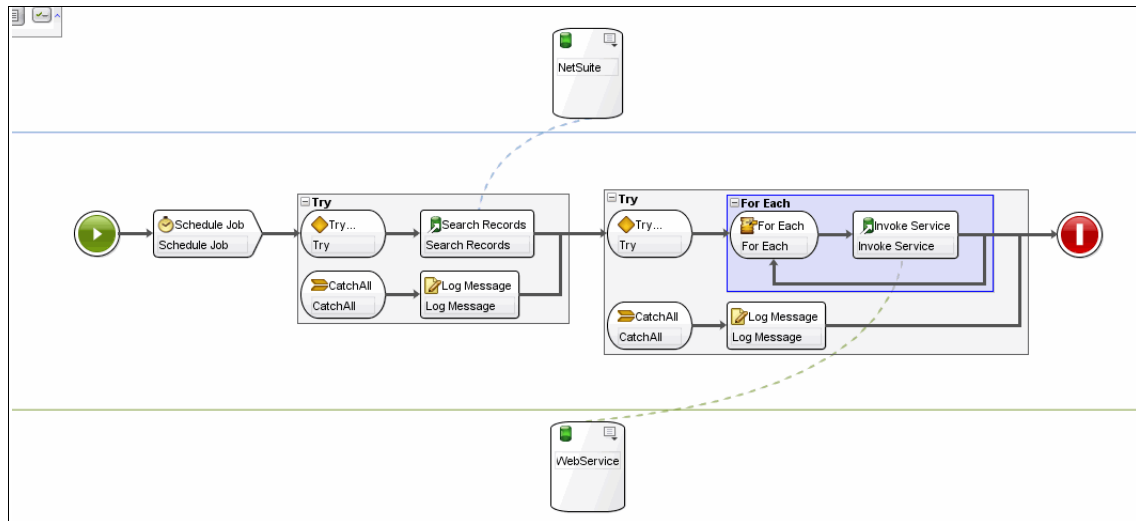 NetSuite
Try
Try
For Each
Schedule Job
Schedule Job
Try...
Try
Search Records
Search Records
Try...
Try
For Each
For Each
Invoke Service
Invoke Service
CatchAll
CatchAll
Log Message
Log Message
CatchAll
CatchAll
Log Message
Log Message
WebService